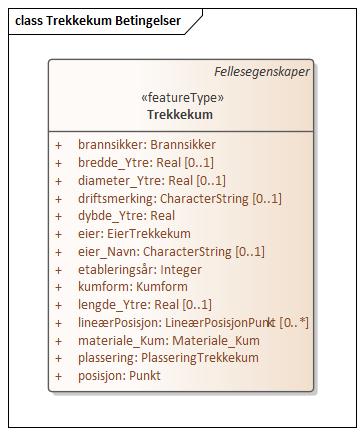 class Trekkekum Betingelser
Fellesegenskaper
«featureType»
Trekkekum
+ brannsikker: Brannsikker
+ bredde_Ytre: Real [0..1]
+ diameter_Ytre: Real [0..1]
+ driftsmerking: CharacterString [0..1]
+ dybde_Ytre: Real
+ eier: EierTrekkekum
+ eier_Navn: CharacterString [0..1]
+ etableringsår: Integer
+ kumform: Kumform
+ lengde_Ytre: Real [0..1]
+ lineærPosisjon: LineærPosisjonPunkt [0..*]
+ materiale_Kum: Materiale_Kum
+ plassering: PlasseringTrekkekum
+ posisjon: Punkt